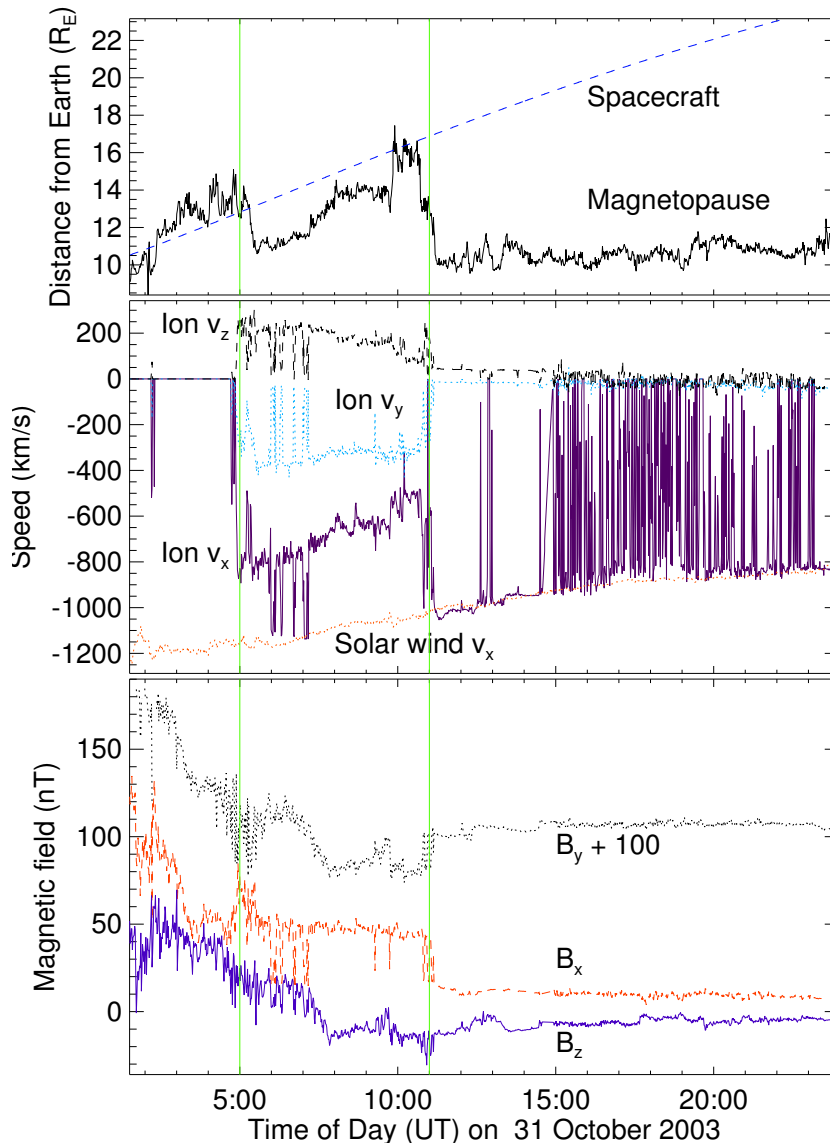 Distance from Earth (R_E)
22
20
18
16
14
12
10
Spacecraft
Magnetopause
Speed (km/s)
200
0
-200
-400
-600
-800
-1000
-1200
Ion v_z
Ion v_y
Ion v_x
Solar wind v_x
Magnetic field (nT)
150
100
50
0
B_y + 100
B_x
B_z
5:00 10:00 15:00 20:00
Time of Day (UT) on 31 October 2003